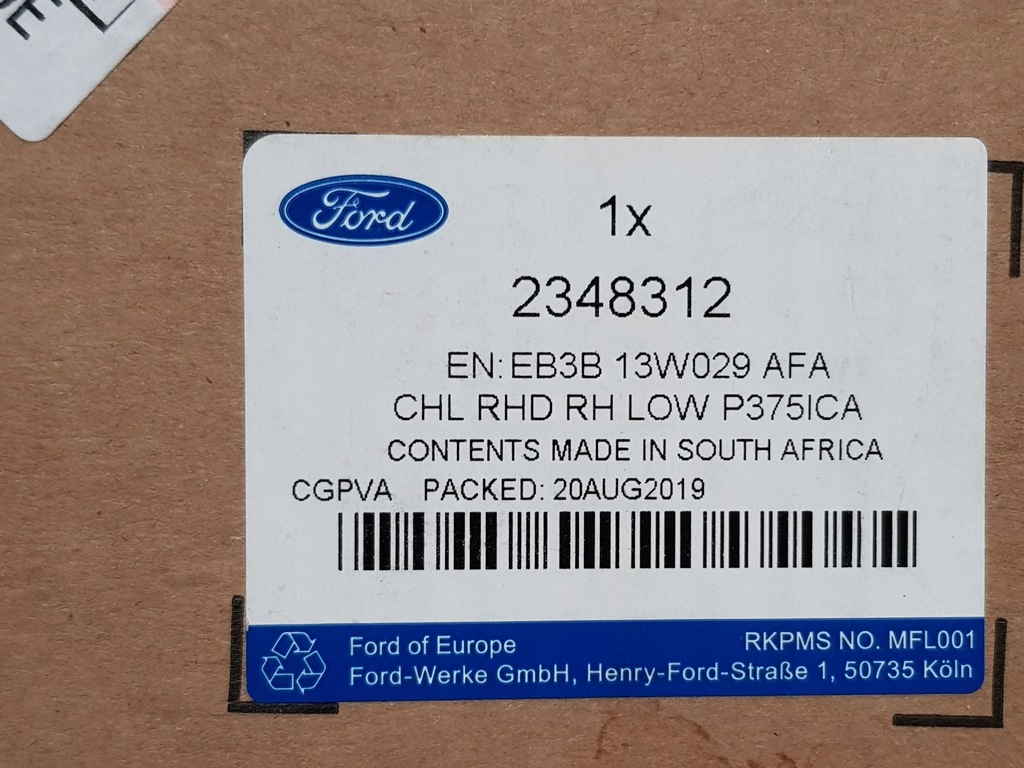 Ford
1x
2348312
EN: EB3B 13W029 AFA
CHL RHD RH LOW P375ICA
CONTENTS MADE IN SOUTH AFRICA
CGPVA PACKED: 20AUG2019
Ford of Europe
RKPMS NO. MFL001
Ford-Werke GmbH, Henry-Ford-Straße 1, 50735 Köln